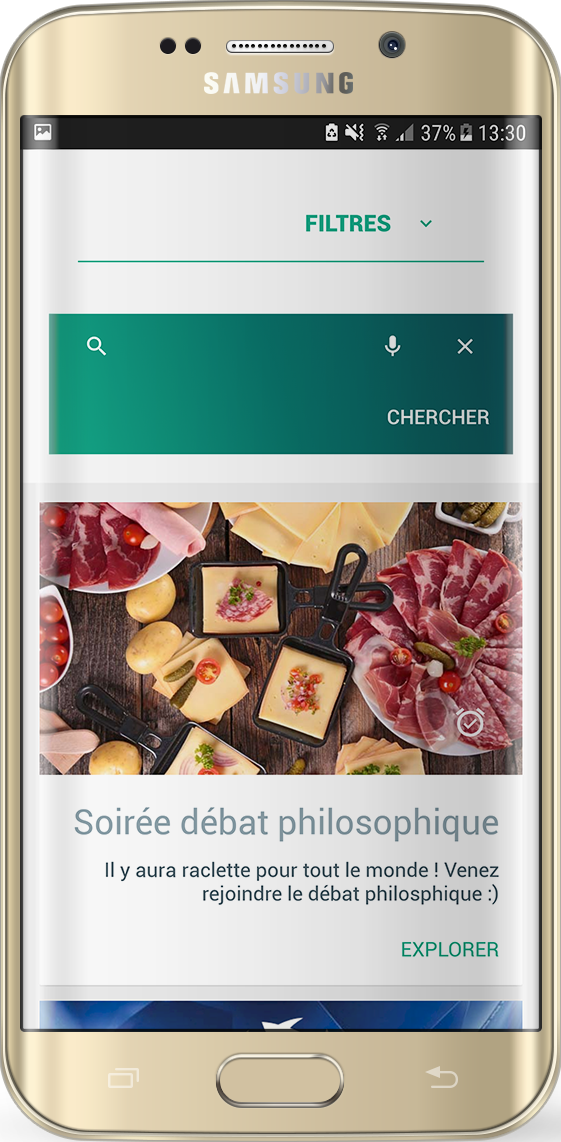 SAMSUNG
37% 13:30
FILTRES
CHERCHER
Soirée débat philosophique
Il y aura raclette pour tout le monde ! Venez
rejoindre le débat philosphique :)
EXPLORER